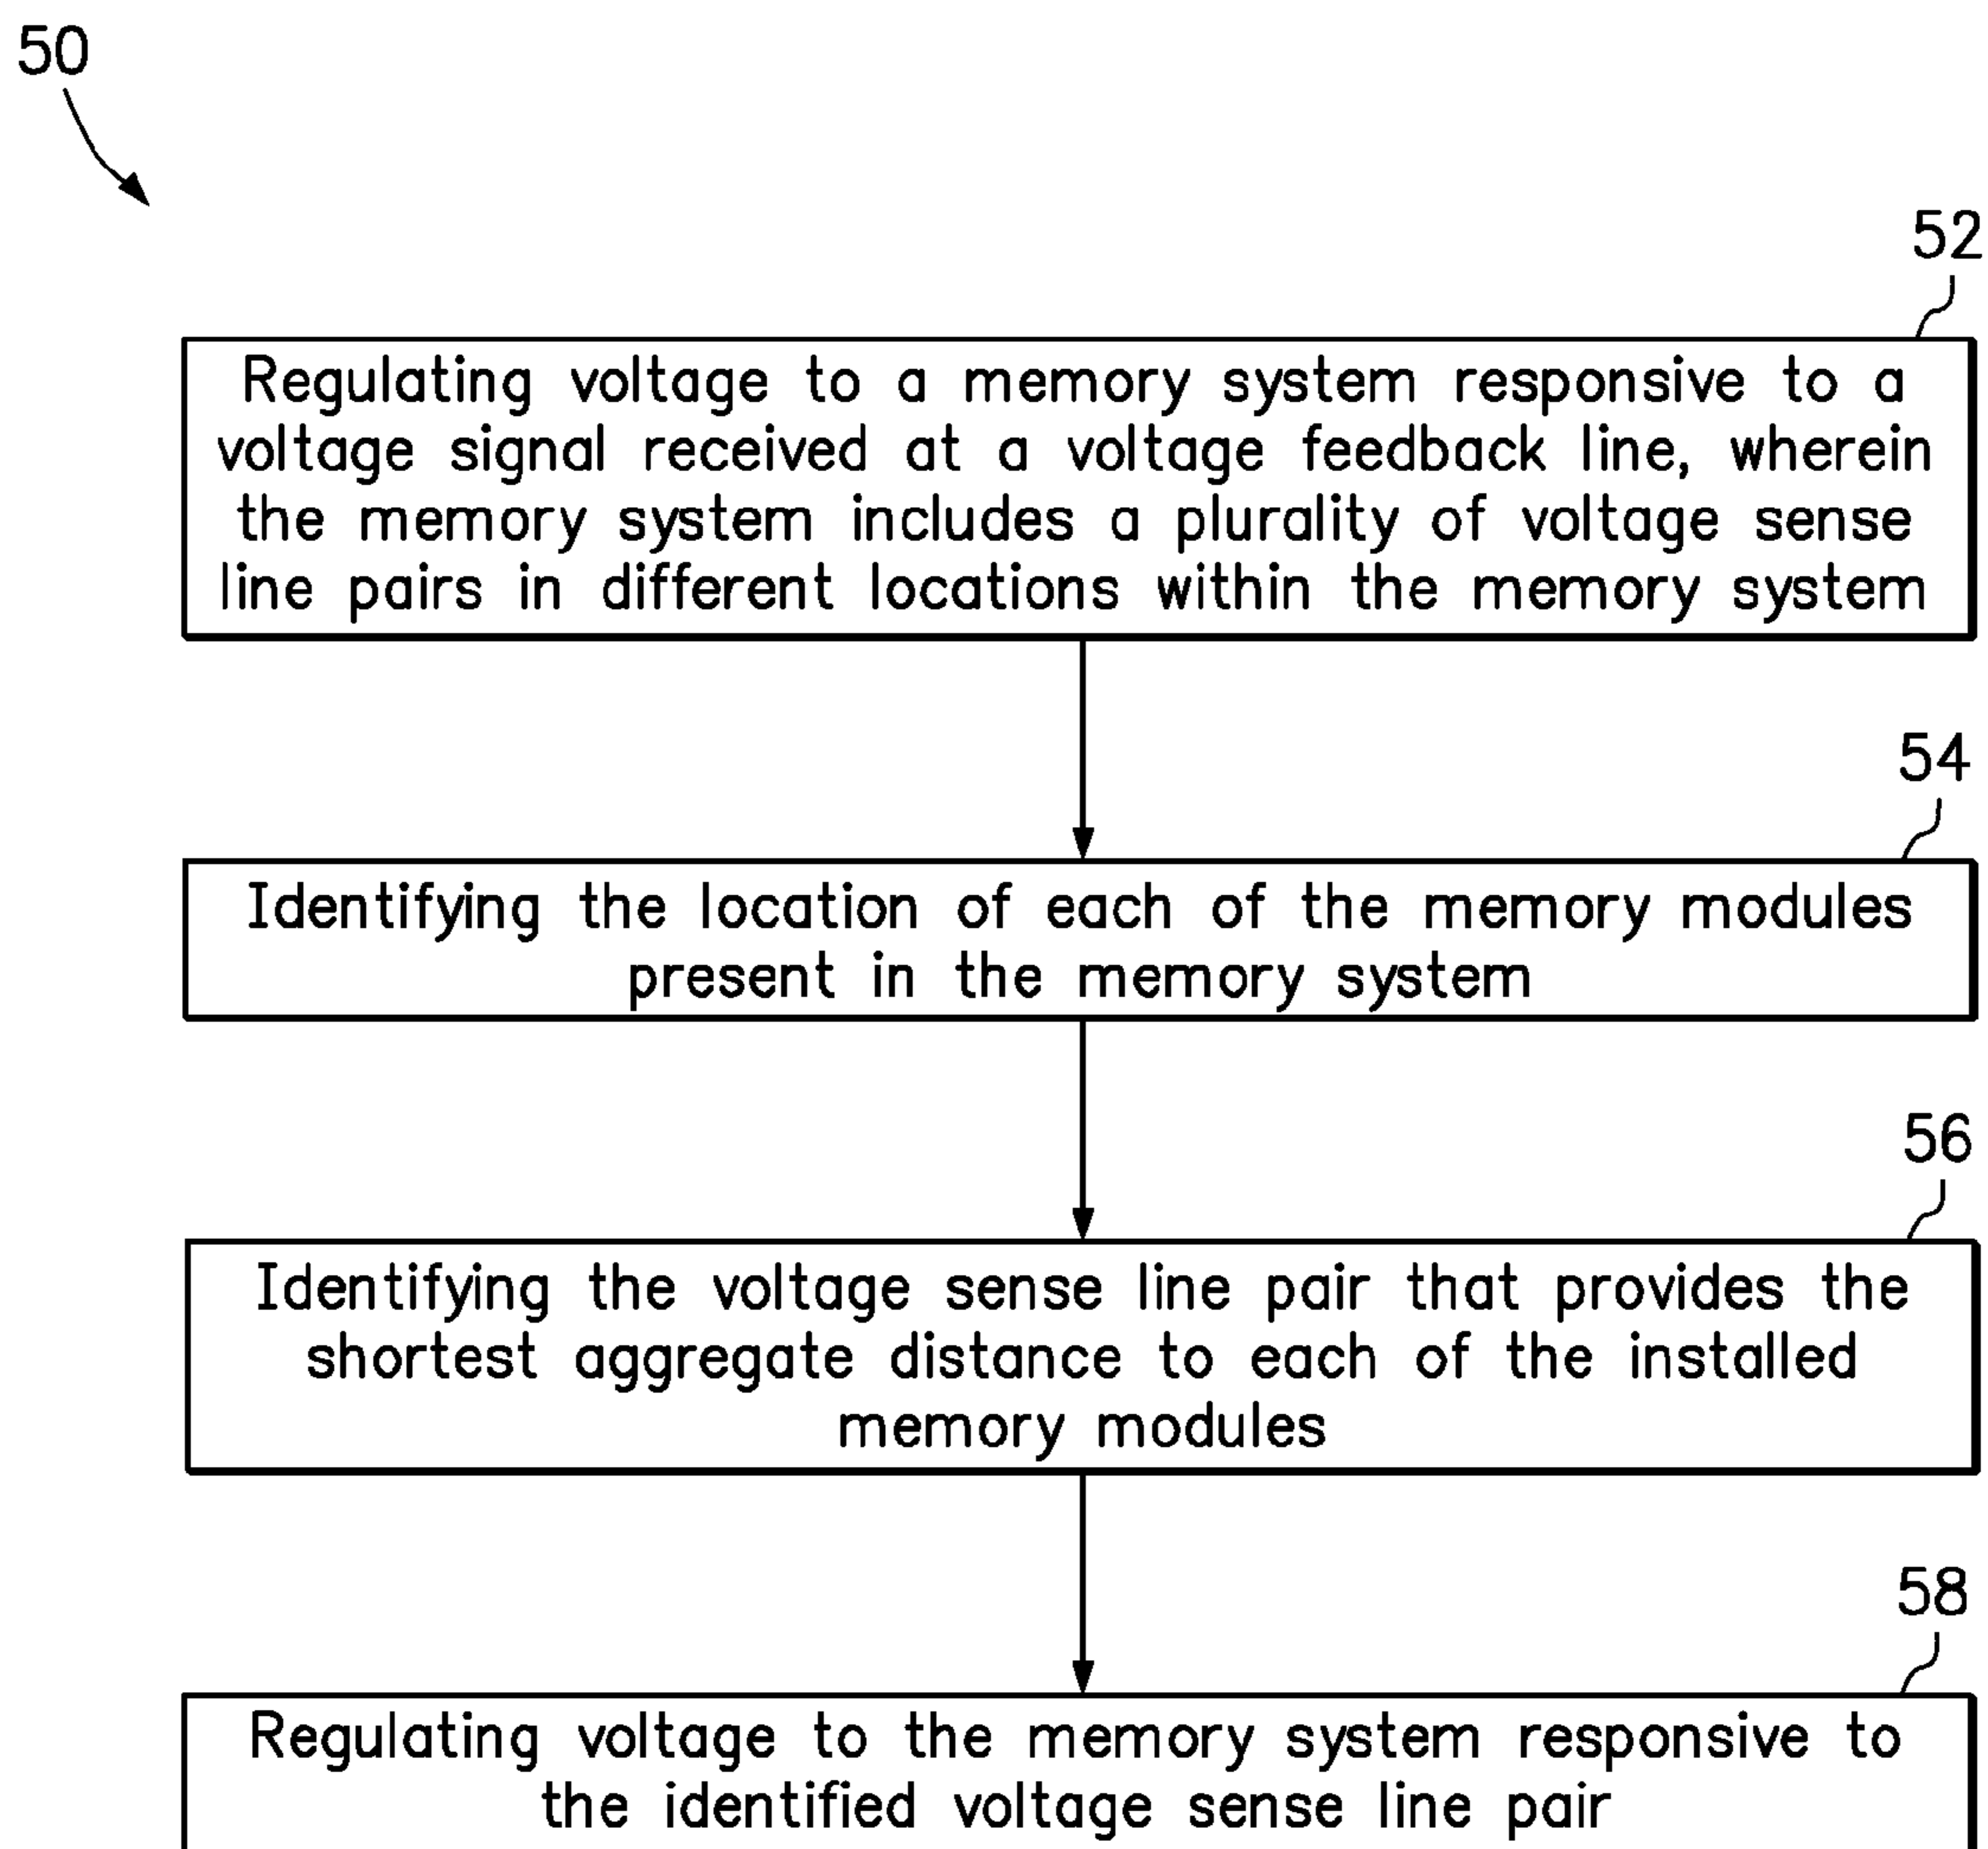 50
52
Regulating voltage to a memory system responsive to a
voltage signal received at a voltage feedback line, wherein
the memory system includes a plurality of voltage sense
line pairs in different locations within the memory system
54
Identifying the location of each of the memory modules
present in the memory system
56
Identifying the voltage sense line pair that provides the
shortest aggregate distance to each of the installed
memory modules
58
Regulating voltage to the memory system responsive to
the identified voltage sense line pair